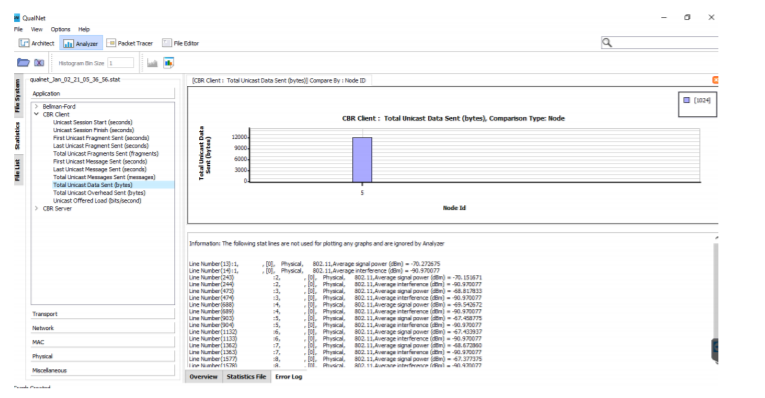 QualNet
File View Options Help
Architect Analyzer Packet Tracer File Editor
Histogram Bin Size 1
qualnet_Jan_02_21_05_36_56.stat
[CBR Client : Total Unicast Data Sent (bytes)] Compare By : Node ID
File System
Statistics
File List
Application
Bellman-Ford
CBR Client
Unicast Session Start (seconds)
Unicast Session Finish (seconds)
First Unicast Fragment Sent (seconds)
Last Unicast Fragment Sent (seconds)
Total Unicast Fragments Sent (fragments)
First Unicast Message Sent (seconds)
Last Unicast Message Sent (seconds)
Total Unicast Messages Sent (messages)
Total Unicast Data Sent (bytes)
Total Unicast Overhead Sent (bytes)
Unicast Offered Load (bits/second)
CBR Server
Transport
Network
MAC
Physical
Miscellaneous
[1024]
CBR Client : Total Unicast Data Sent (bytes), Comparison Type: Node
Total Unicast Data
Sent (bytes)
12000
9000
6000
3000
0
5
Node Id
Information: The following stat lines are not used for plotting any graphs and are ignored by Analyzer
Line Number(13):1, , [0], Physical, 802.11,Average signal power (dBm) = -70.272675
Line Number(14):1, , [0], Physical, 802.11,Average interference (dBm) = -90.970077
Line Number(243) :2, , [0], Physical, 802.11,Average signal power (dBm) = -70.151671
Line Number(244) :2, , [0], Physical, 802.11,Average interference (dBm) = -90.970077
Line Number(473) :3, , [0], Physical, 802.11,Average signal power (dBm) = -68.817833
Line Number(474) :3, , [0], Physical, 802.11,Average interference (dBm) = -90.970077
Line Number(688) :4, , [0], Physical, 802.11,Average signal power (dBm) = -69.542672
Line Number(689) :4, , [0], Physical, 802.11,Average interference (dBm) = -90.970077
Line Number(903) :5, , [0], Physical, 802.11,Average signal power (dBm) = -67.458775
Line Number(904) :5, , [0], Physical, 802.11,Average interference (dBm) = -90.970077
Line Number(1132) :6, , [0], Physical, 802.11,Average signal power (dBm) = -67.433937
Line Number(1133) :6, , [0], Physical, 802.11,Average interference (dBm) = -90.970077
Line Number(1362) :7, , [0], Physical, 802.11,Average signal power (dBm) = -68.673860
Line Number(1363) :7, , [0], Physical, 802.11,Average interference (dBm) = -90.970077
Line Number(1577) :8, , [0], Physical, 802.11,Average signal power (dBm) = -67.377375
Line Number(1578) :8, , [0], Physical, 802.11,Average interference (dBm) = -90.970077
Overview Statistics File Error Log